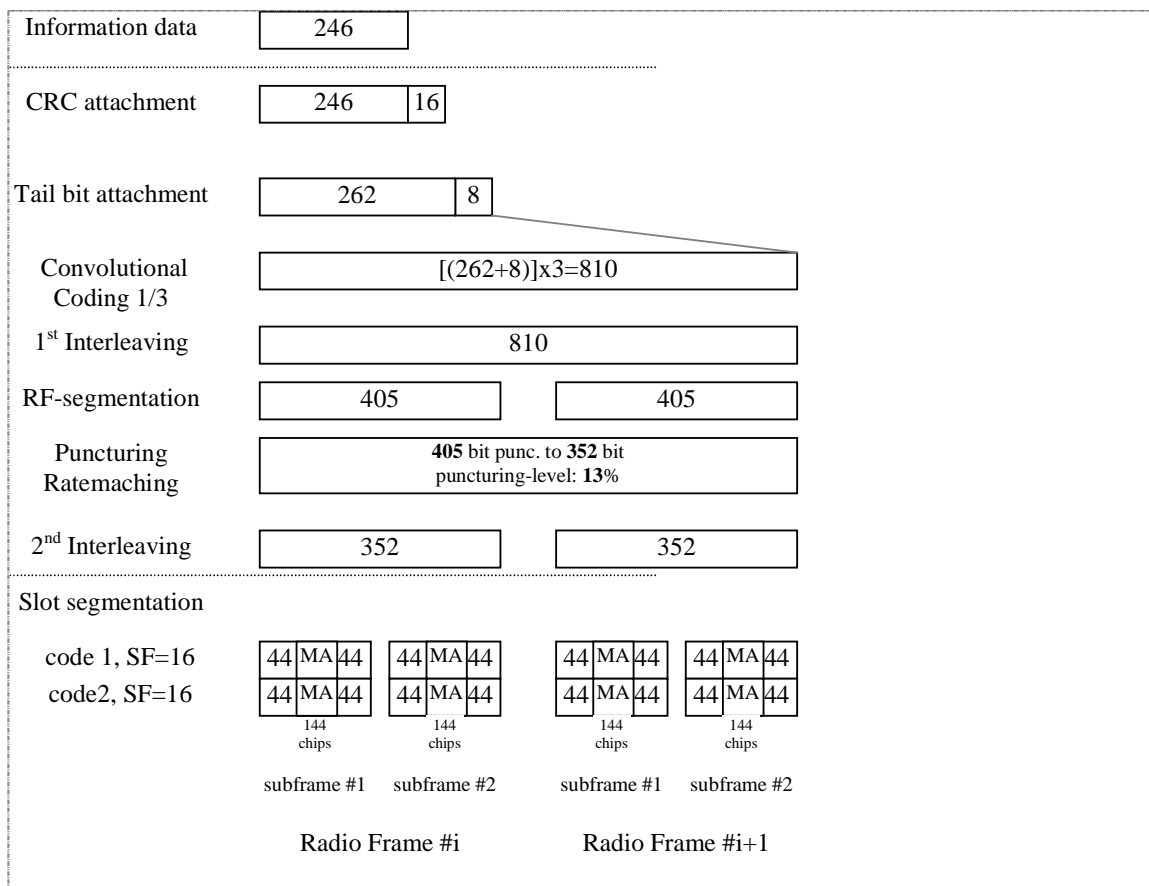 Information data
246
CRC attachment
246 16
Tail bit attachment
262 8
Convolutional
Coding 1/3
[(262+8)]x3=810
1st Interleaving
810
RF-segmentation
405 405
Puncturing
Ratemaching
405 bit punc. to 352 bit
puncturing-level: 13%
2nd Interleaving
352 352
Slot segmentation
code 1, SF=16
44 MA 44 44 MA 44 44 MA 44 44 MA 44
code2, SF=16
44 MA 44 44 MA 44 44 MA 44 44 MA 44
144 144 144 144
chips chips chips chips
subframe #1 subframe #2 subframe #1 subframe #2
Radio Frame #i Radio Frame #i+1